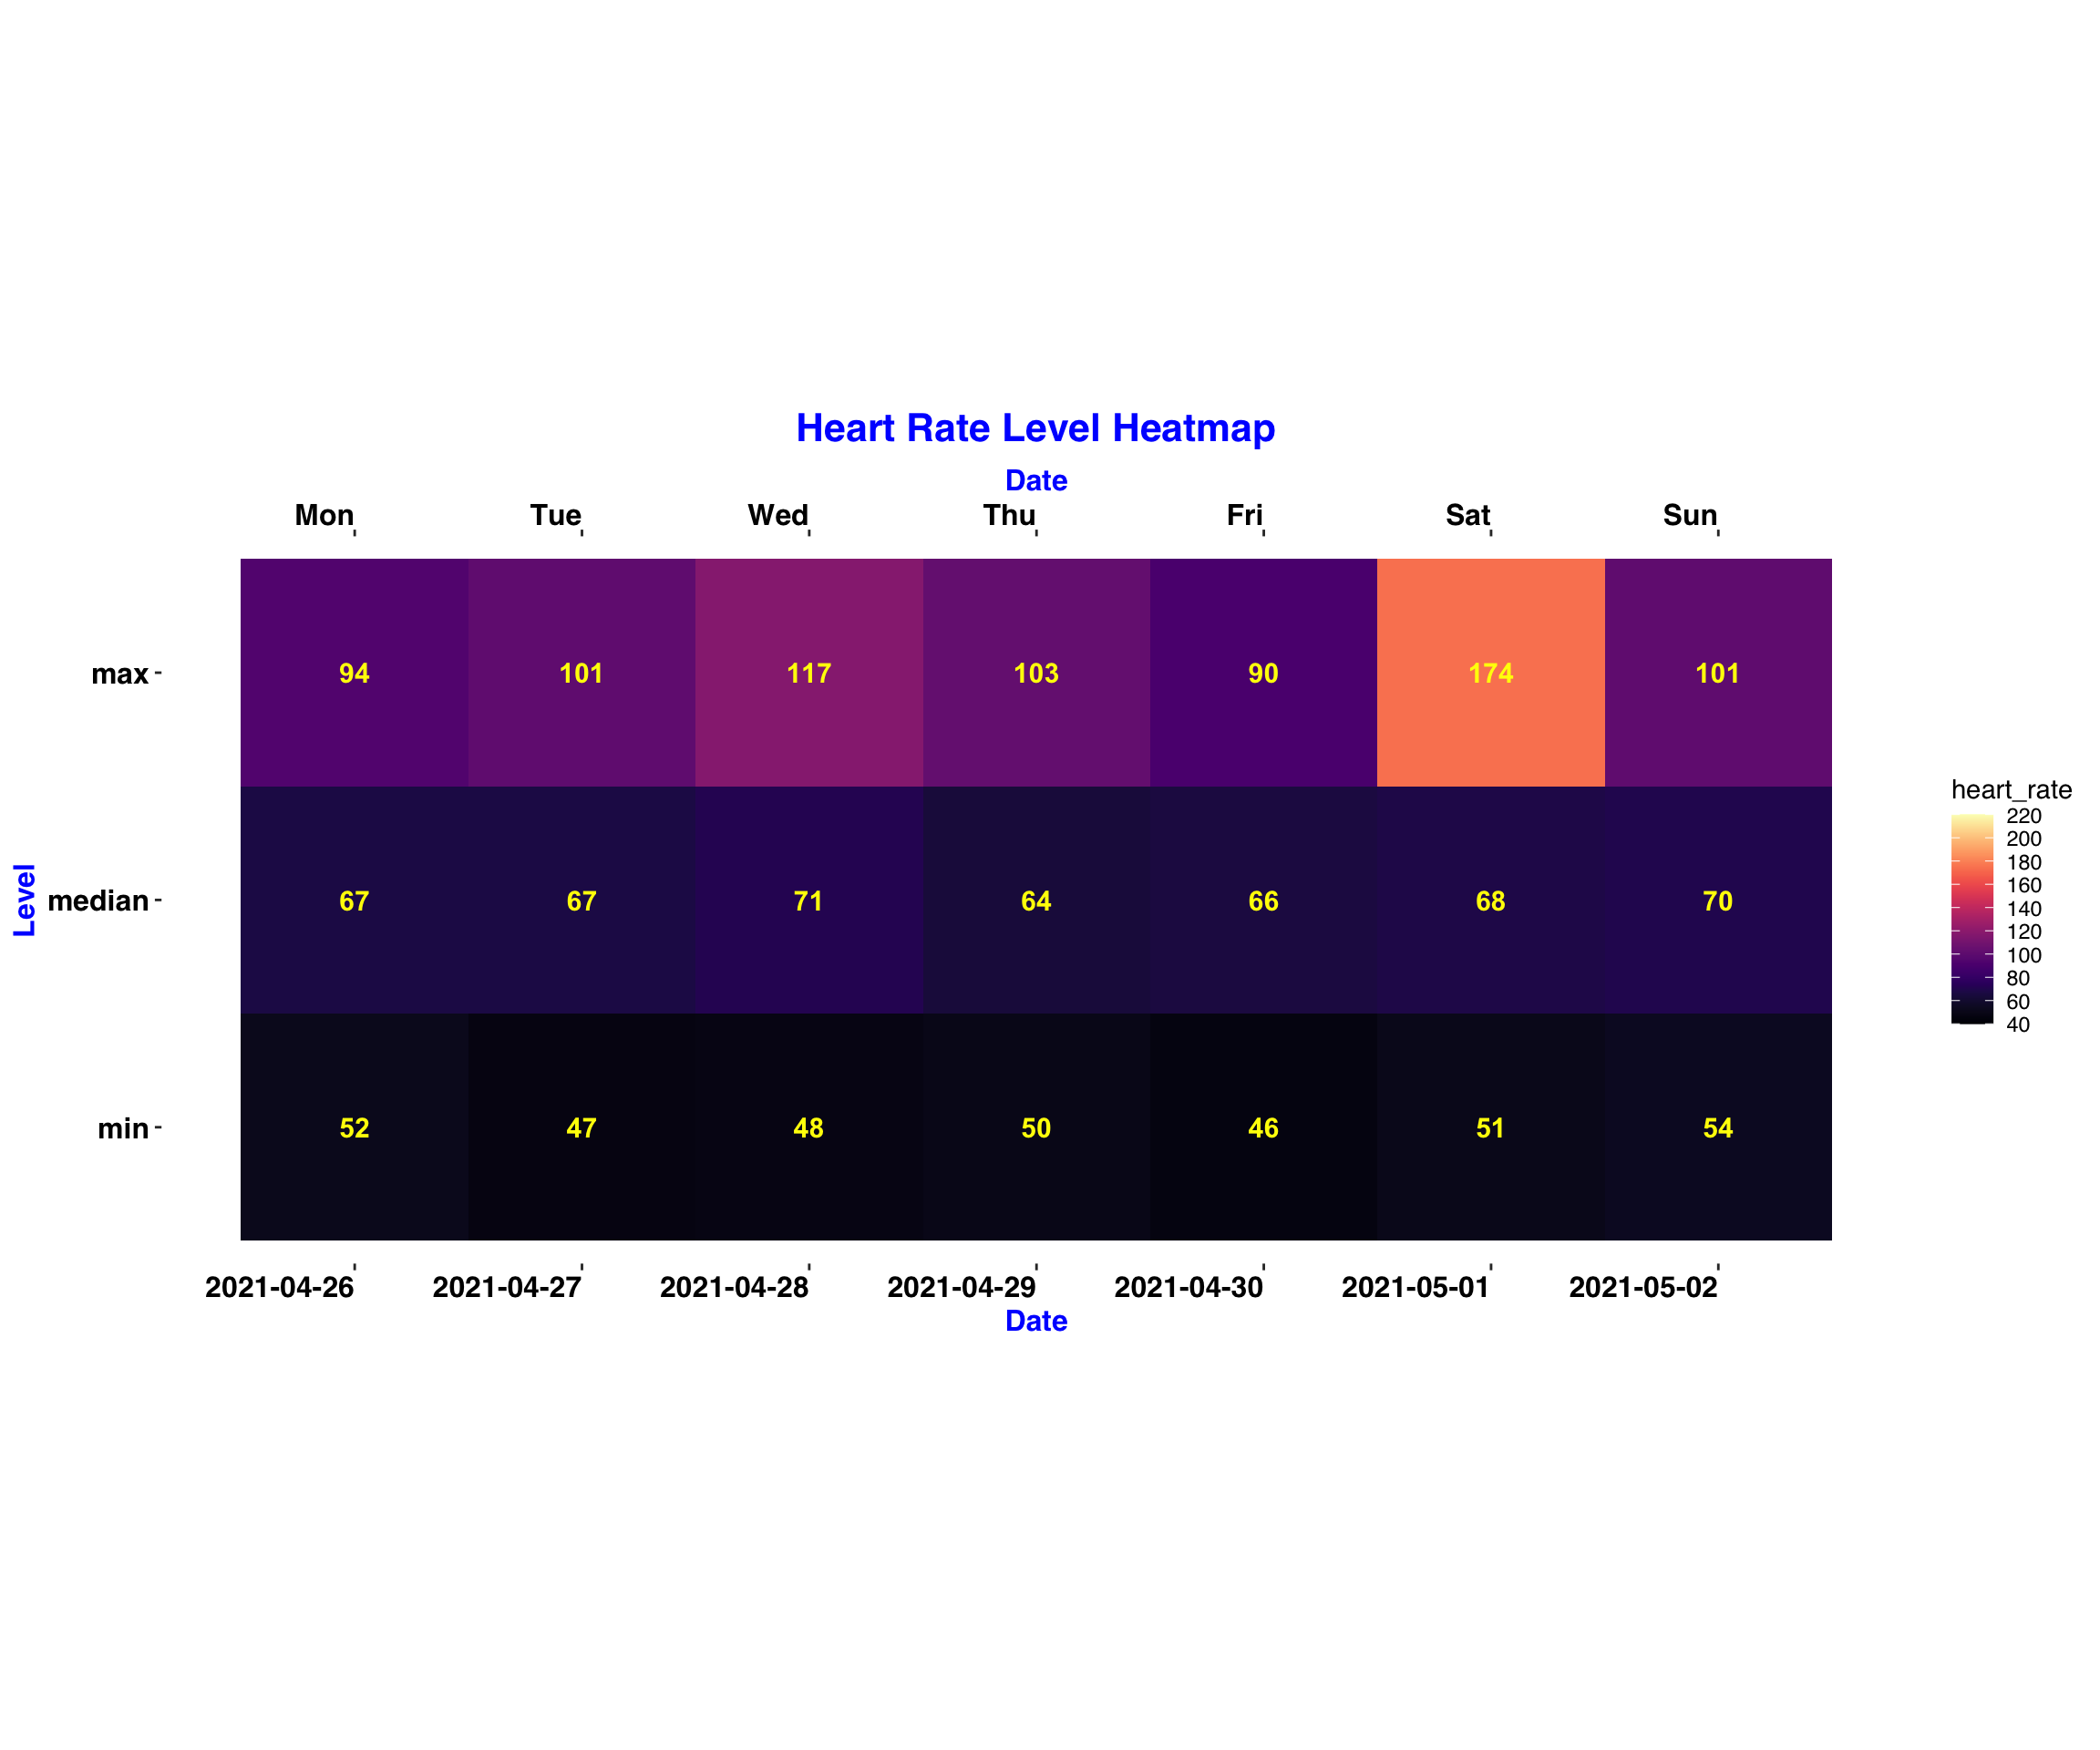 Heart Rate Level Heatmap
Date
Mon Tue Wed Thu Fri Sat Sun
max 94 101 117 103 90 174 101
Level
median 67 67 71 64 66 68 70
min 52 47 48 50 46 51 54
2021-04-26 2021-04-27 2021-04-28 2021-04-29 2021-04-30 2021-05-01 2021-05-02
Date
heart_rate
220
200
180
160
140
120
100
80
60
40